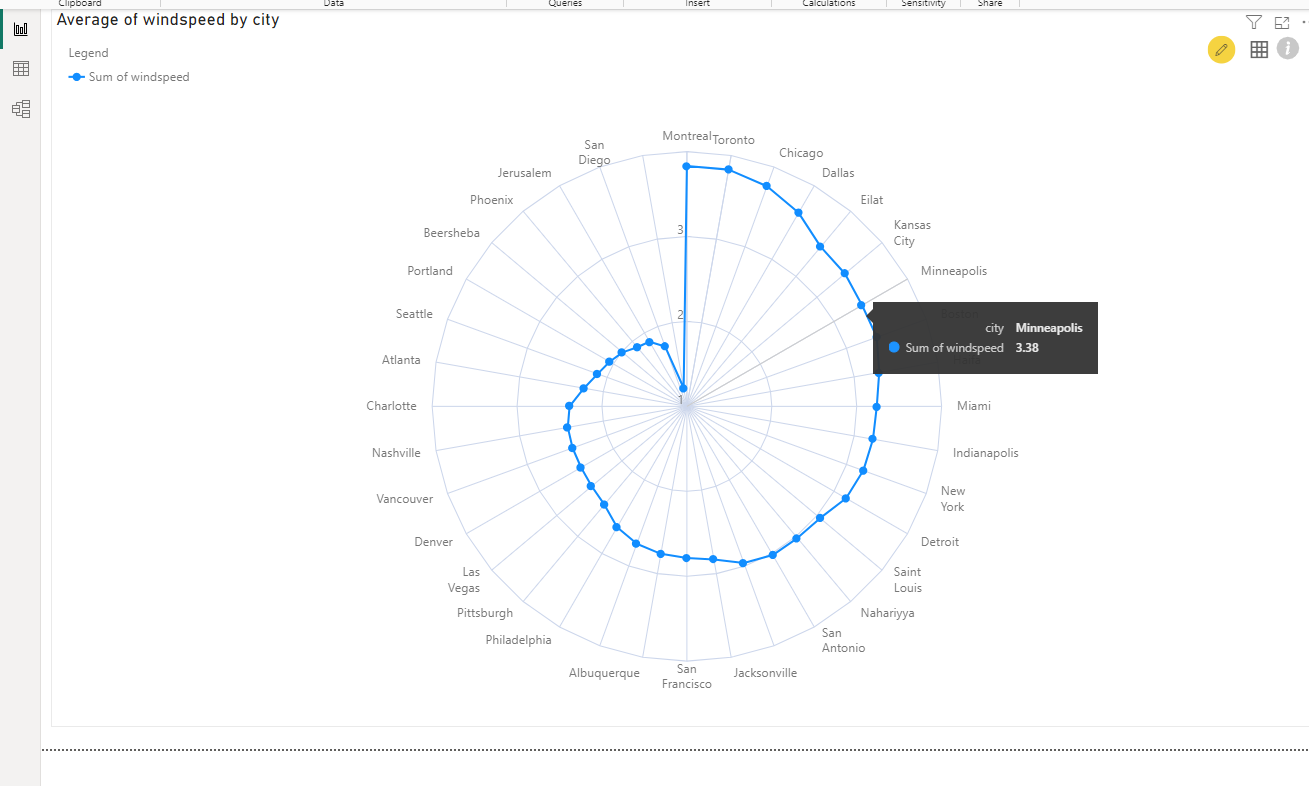 Clipboard
Data
Queries
Insert
Calculations
Sensitivity
Share
Average of windspeed by city
Legend
Sum of windspeed
Montreal
Toronto
Chicago
Dallas
Eilat
Kansas
City
Minneapolis
city Minneapolis
Sum of windspeed 3.38
Miami
Indianapolis
New
York
Detroit
Saint
Louis
Nahariyya
San
Antonio
Jacksonville
San
Francisco
Albuquerque
Philadelphia
Pittsburgh
Las
Vegas
Denver
Vancouver
Nashville
Charlotte
Atlanta
Seattle
Portland
Beersheba
Phoenix
Jerusalem
San
Diego
3
2
1